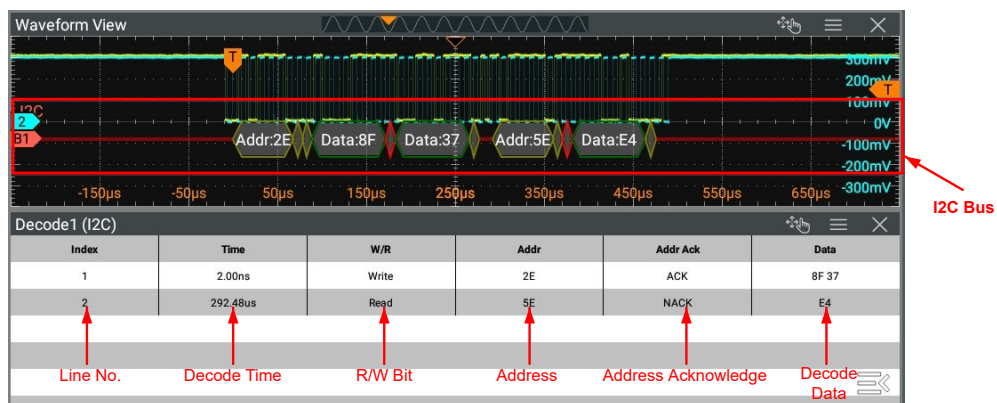 Waveform View
T
300mV
200mV
T
100mV
I2C
2
0V
B1
Addr:2E
Data:8F
Data:37
Addr:5E
Data:E4
-100mV
-200mV
-150µs
-50µs
50µs
150µs
250µs
350µs
450µs
550µs
650µs
-300mV
I2C Bus
Decode1 (I2C)
Index Time W/R Addr Addr Ack Data
1 2.00ns Write 2E ACK 8F 37
2 292.48us Read 5E NACK E4
Line No.
Decode Time
R/W Bit
Address
Address Acknowledge
Decode
Data